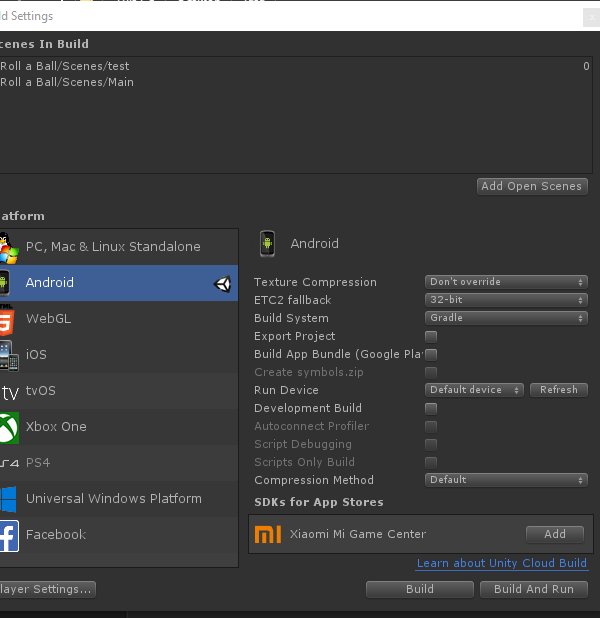 ld Settings
cenes In Build
Roll a Ball/Scenes/test 0
Roll a Ball/Scenes/Main
Add Open Scenes
atform
PC, Mac & Linux Standalone
Android
WebGL
iOS
tv tvOS
Xbox One
PS4
Universal Windows Platform
Facebook
layer Settings...
Android
Texture Compression Don't override
ETC2 fallback 32-bit
Build System Gradle
Export Project
Build App Bundle (Google Pla
Create symbols.zip
Run Device Default device Refresh
Development Build
Autoconnect Profiler
Script Debugging
Scripts Only Build
Compression Method Default
SDKs for App Stores
Xiaomi Mi Game Center Add
Learn about Unity Cloud Build
Build Build And Run